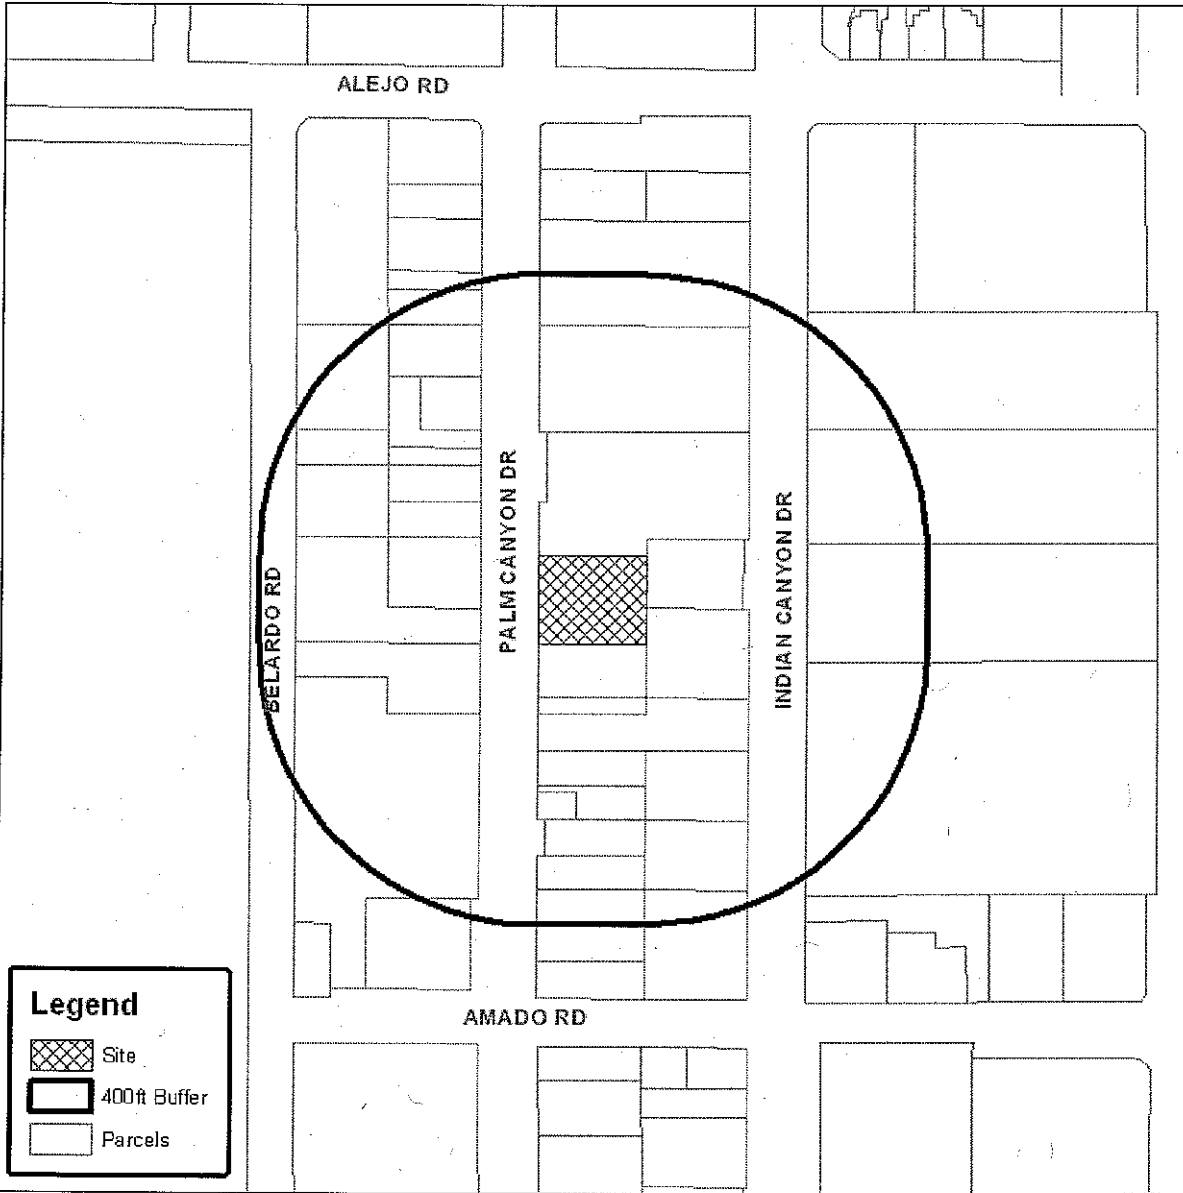 ALEJO RD
PALM CANYON DR
INDIAN CANYON DR
BELARDO RD
AMADO RD
Legend
Site
400ft Buffer
Parcels